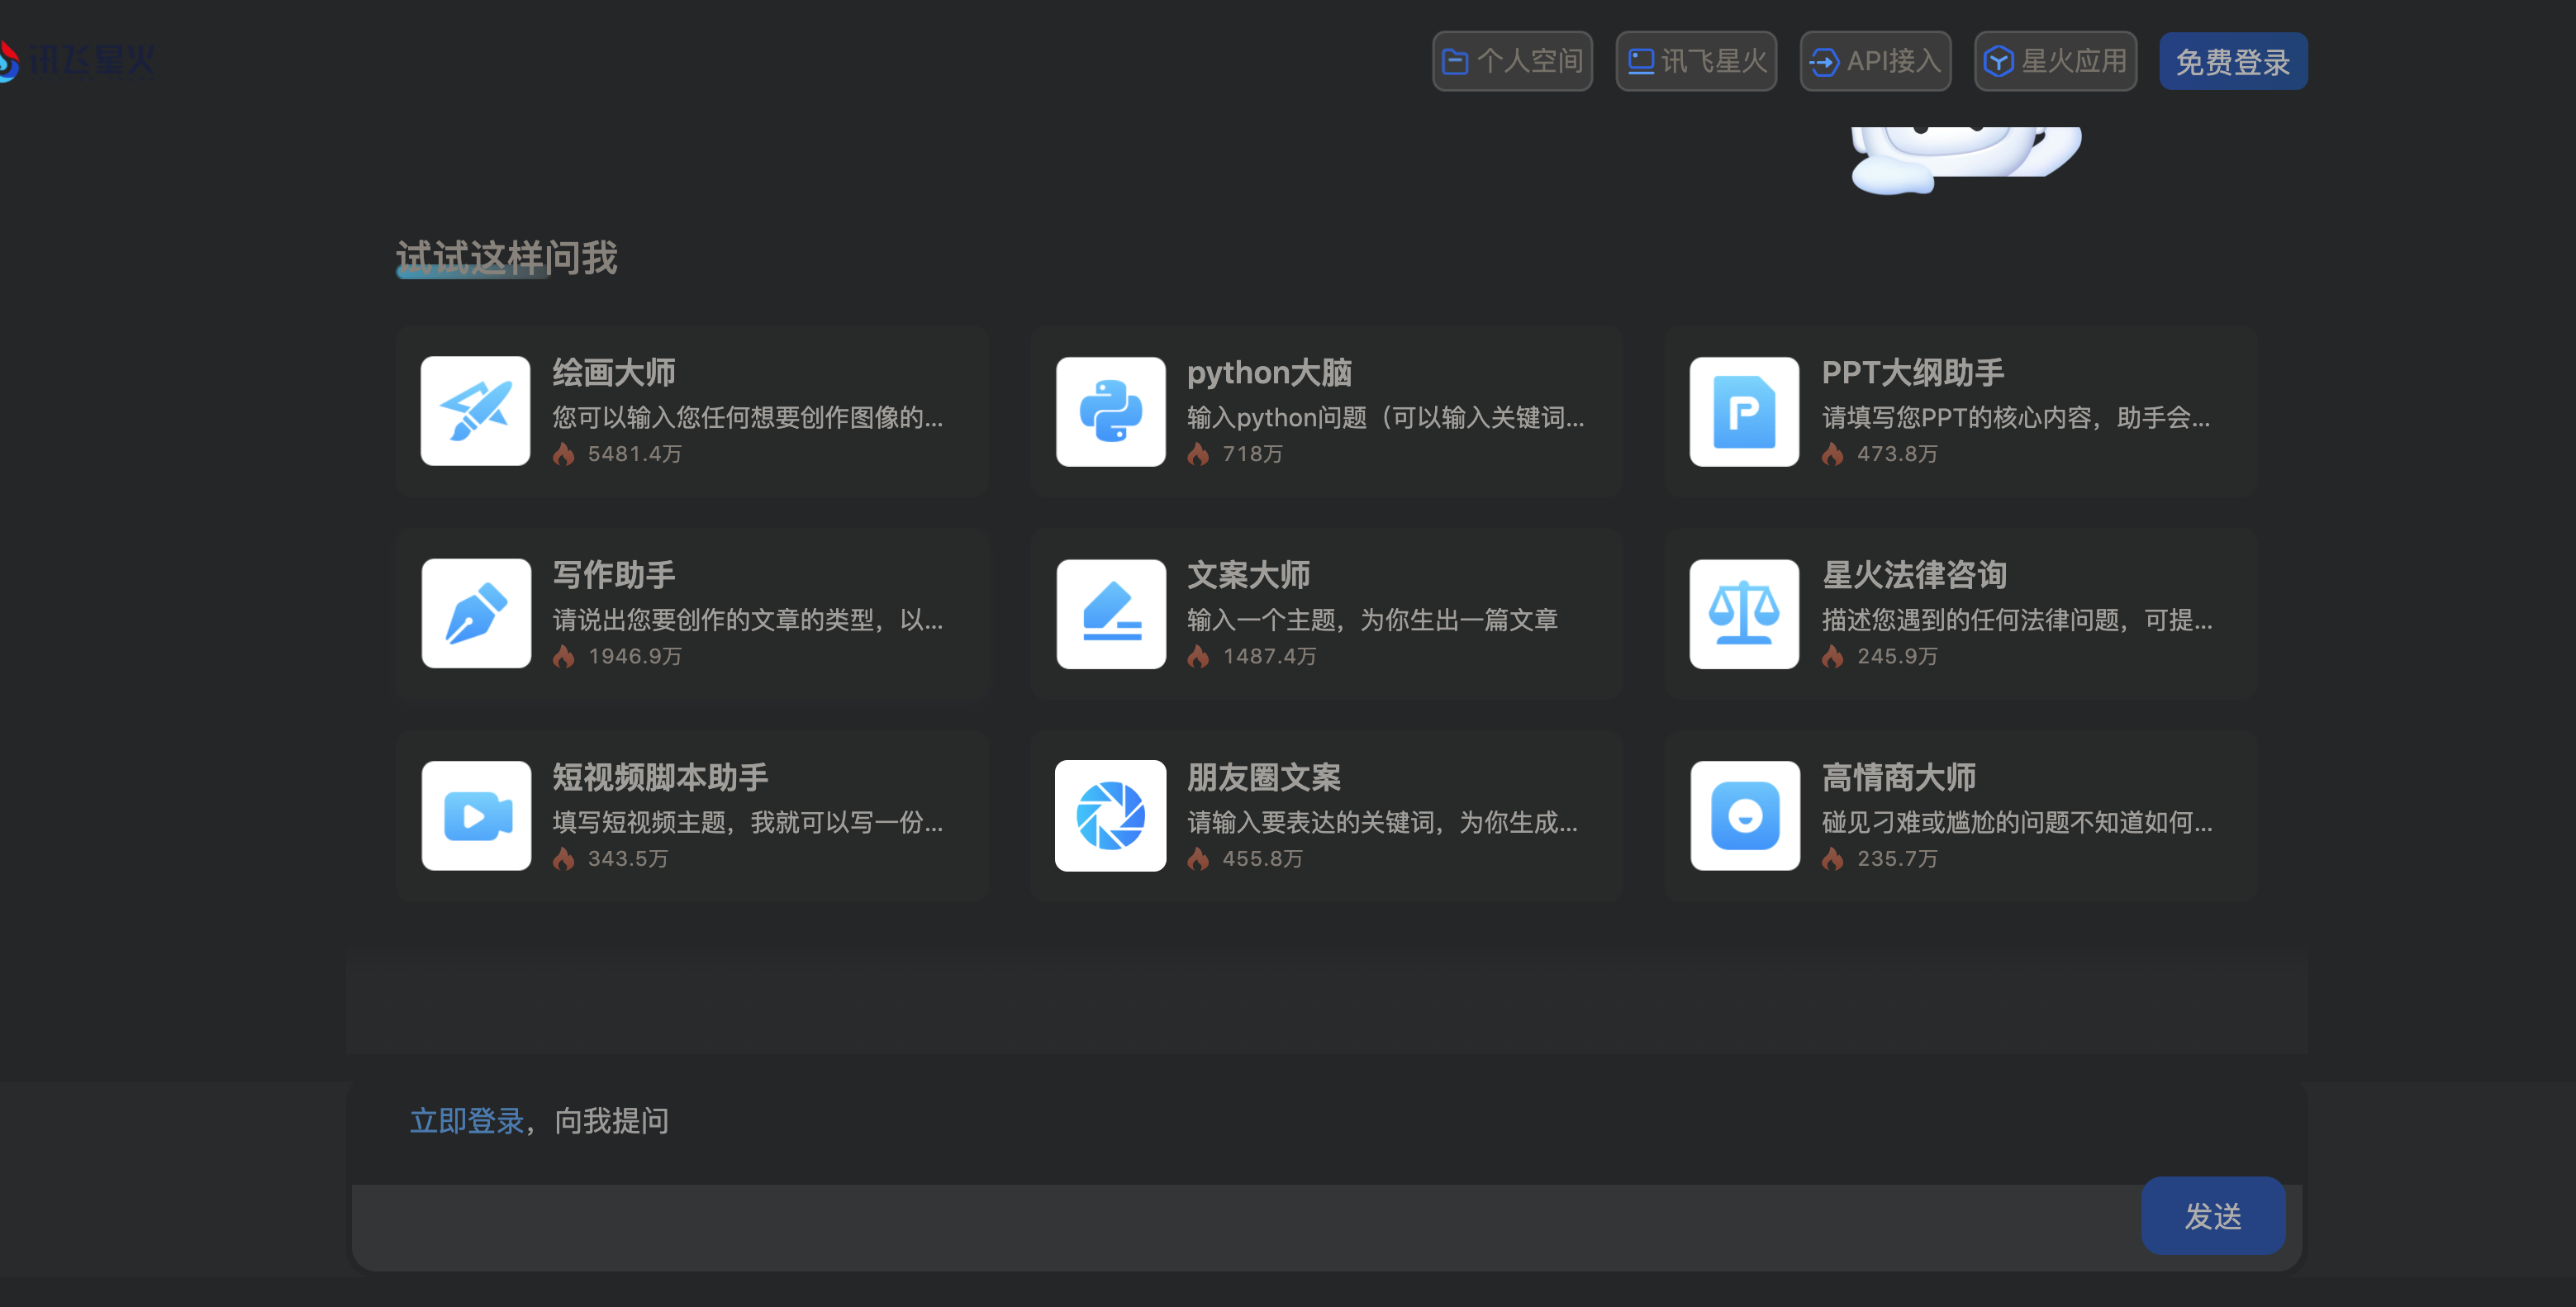 讯飞星火
个人空间
讯飞星火
API接入
星火应用
免费登录
试试这样问我
绘画大师
您可以输入您任何想要创作图像的...
5481.4万
python大脑
输入python问题（可以输入关键词...
718万
PPT大纲助手
请填写您PPT的核心内容，助手会...
473.8万
写作助手
请说出您要创作的文章的类型，以...
1946.9万
文案大师
输入一个主题，为你生出一篇文章
1487.4万
星火法律咨询
描述您遇到的任何法律问题，可提...
245.9万
短视频脚本助手
填写短视频主题，我就可以写一份...
343.5万
朋友圈文案
请输入要表达的关键词，为你生成...
455.8万
高情商大师
碰见刁难或尴尬的问题不知道如何...
235.7万
立即登录，向我提问
发送